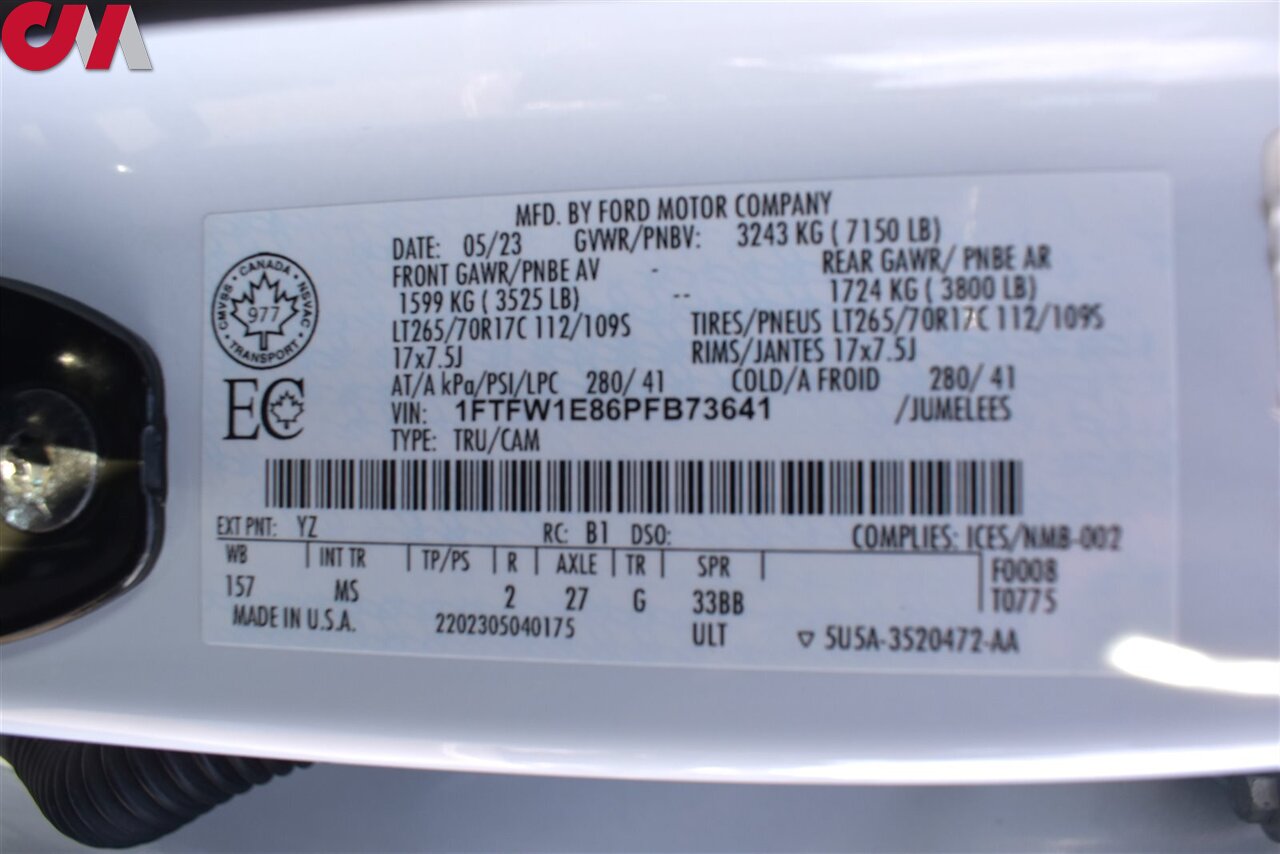 CM
MFD. BY FORD MOTOR COMPANY
DATE: 05/23 GVWR/PNBV: 3243 KG ( 7150 LB)
FRONT GAWR/PNBE AV - REAR GAWR/ PNBE AR
1599 KG ( 3525 LB) -- 1724 KG ( 3800 LB)
LT265/70R17C 112/109S TIRES/PNEUS LT265/70R17C 112/109S
17x7.5J RIMS/JANTES 17x7.5J
AT/A kPa/PSI/LPC 280/ 41 COLD/A FROID 280/ 41
VIN: 1FTFW1E86PFB73641 /JUMELEES
TYPE: TRU/CAM
CMVSS • CANADA • NSVAC • TRANSPORT •
977
EC
EXT PNT: YZ RC: B1 DSO: COMPLIES: ICES/NMB-002
WB | INT TR | TP/PS | R | AXLE | TR | SPR | F0008
157 MS 2 27 G 33BB T0775
MADE IN U.S.A. 2202305040175 ULT ▽ 5U5A-3520472-AA